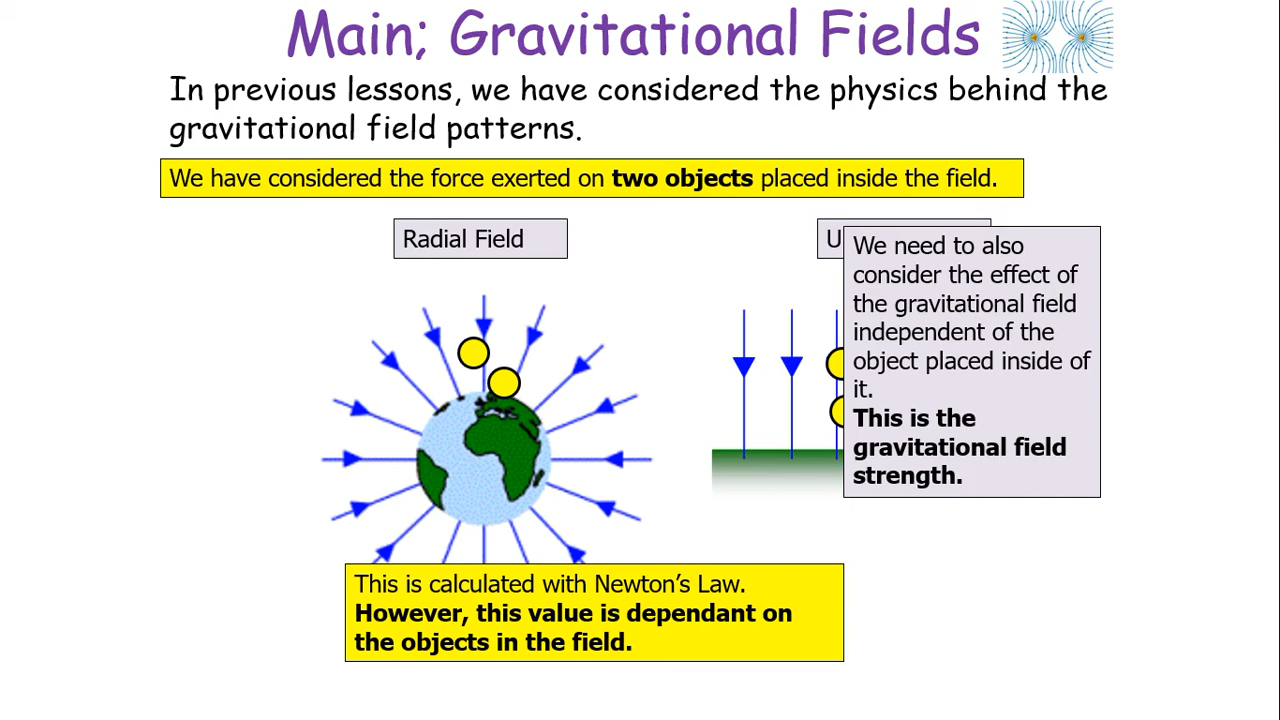 Main; Gravitational Fields
In previous lessons, we have considered the physics behind the
gravitational field patterns.
We have considered the force exerted on two objects placed inside the field.
Radial Field
U
We need to also
consider the effect of
the gravitational field
independent of the
object placed inside of
it.
This is the
gravitational field
strength.
This is calculated with Newton's Law.
However, this value is dependant on
the objects in the field.